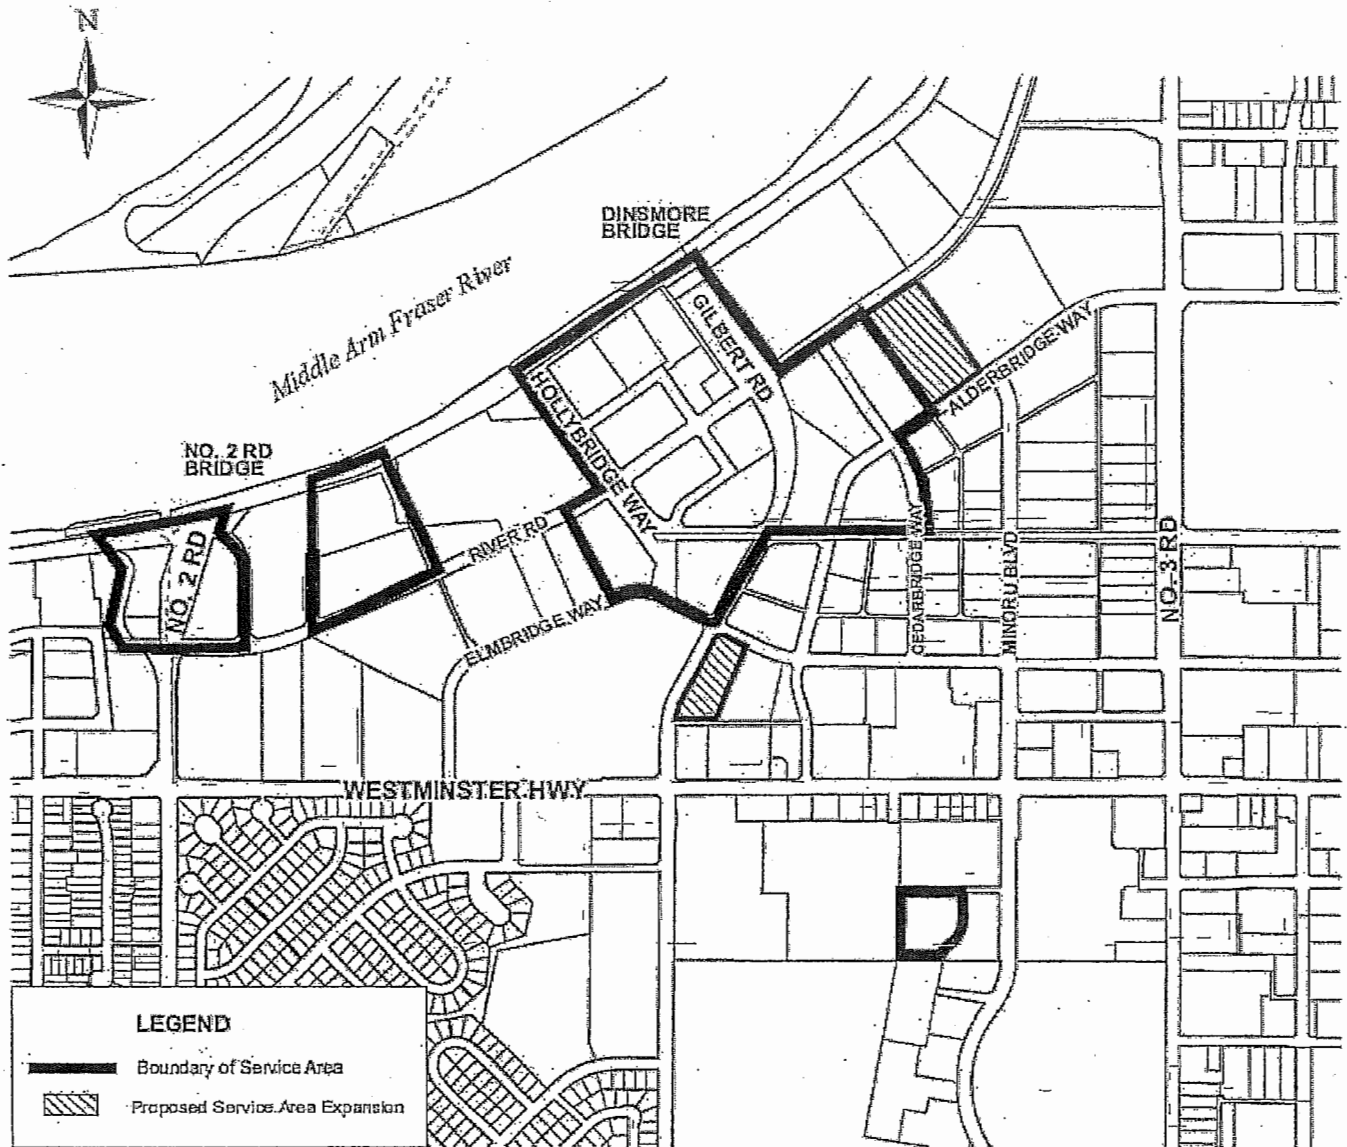 N
DINSMORE
BRIDGE
Middle Arm Fraser River
GILBERT RD
ALDERBRIDGE WAY
HOLLYBRIDGE WAY
NO. 2 RD
BRIDGE
NO. 2 RD
RIVER RD
ELMBRIDGE WAY
CEDARBRIDGE WAY
MINORU BLVD
NO. 3 RD
WESTMINSTER HWY
LEGEND
Boundary of Service Area
Proposed Service Area Expansion